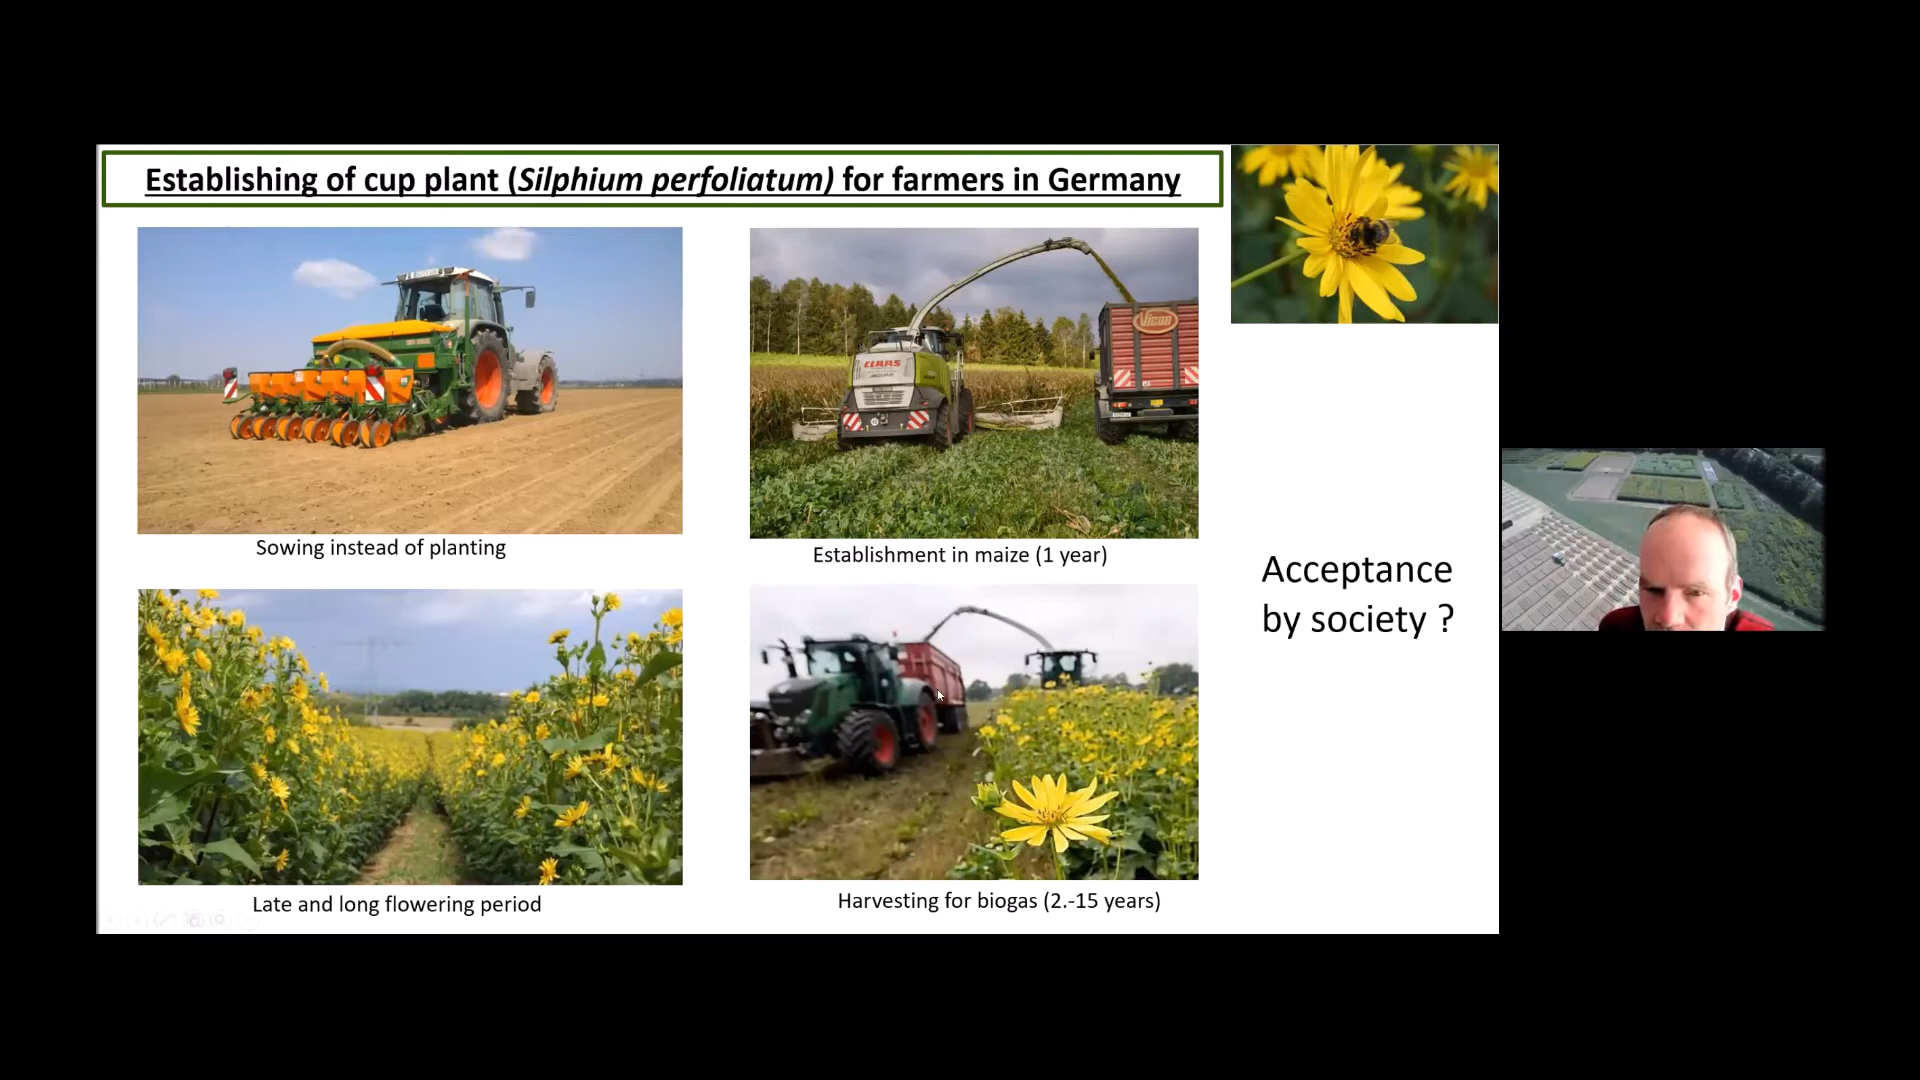 Establishing of cup plant (Silphium perfoliatum) for farmers in Germany
CLAAS
JAGUAR
Vicon
Sowing instead of planting
Establishment in maize (1 year)
Acceptance
by society ?
Late and long flowering period
Harvesting for biogas (2.-15 years)